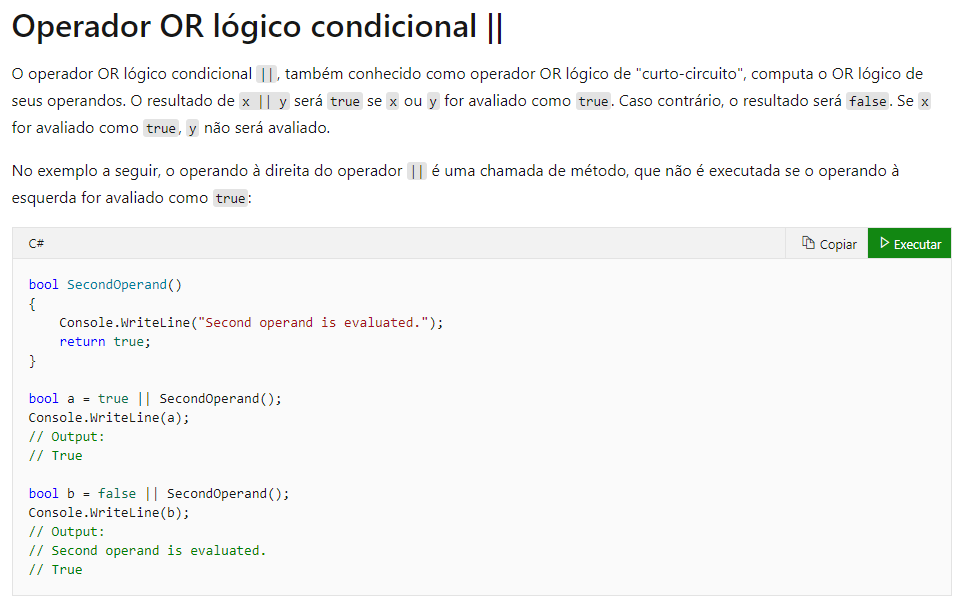 Operador OR lógico condicional ||
O operador OR lógico condicional ||, também conhecido como operador OR lógico de "curto-circuito", computa o OR lógico de
seus operandos. O resultado de x || y será true se x ou y for avaliado como true. Caso contrário, o resultado será false. Se x
for avaliado como true, y não será avaliado.
No exemplo a seguir, o operando à direita do operador || é uma chamada de método, que não é executada se o operando à
esquerda for avaliado como true:
C#
Copiar
Executar
bool SecondOperand()
{
    Console.WriteLine("Second operand is evaluated.");
    return true;
}
bool a = true || SecondOperand();
Console.WriteLine(a);
// Output:
// True
bool b = false || SecondOperand();
Console.WriteLine(b);
// Output:
// Second operand is evaluated.
// True